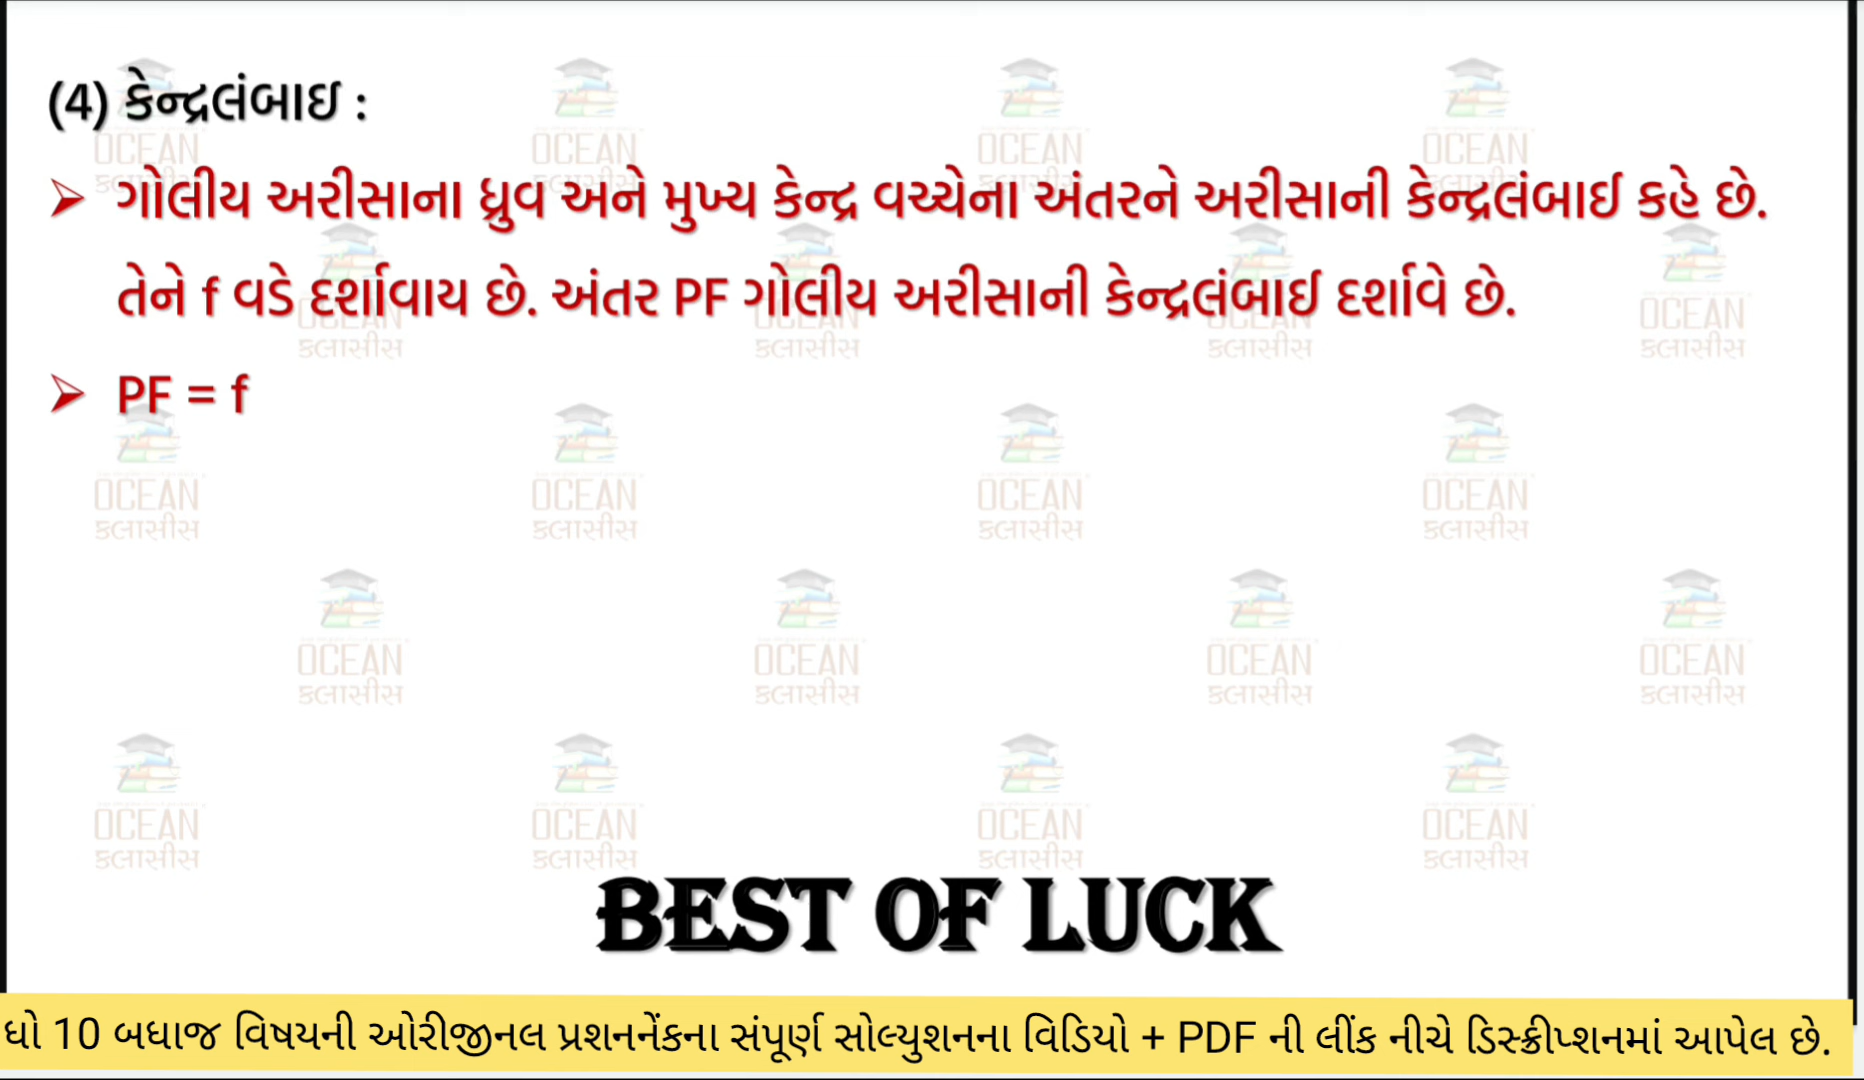 (4) કેન્દ્રલંબાઇ :
➢ ગોલીય અરીસાના ધ્રુવ અને મુખ્ય કેન્દ્ર વચ્ચેના અંતરને અરીસાની કેન્દ્રલંબાઈ કહે છે.
તેને f વડે દર્શાવાય છે. અંતર PF ગોલીય અરીસાની કેન્દ્રલંબાઈ દર્શાવે છે.
➢ PF = f
OCEAN
ક્લાસીસ
BEST OF LUCK
ધો 10 બધાજ વિષયની ઓરીજીનલ પ્રશનનેંકના સંપૂર્ણ સોલ્યુશનના વિડિયો + PDF ની લીંક નીચે ડિસ્ક્રીપ્શનમાં આપેલ છે.